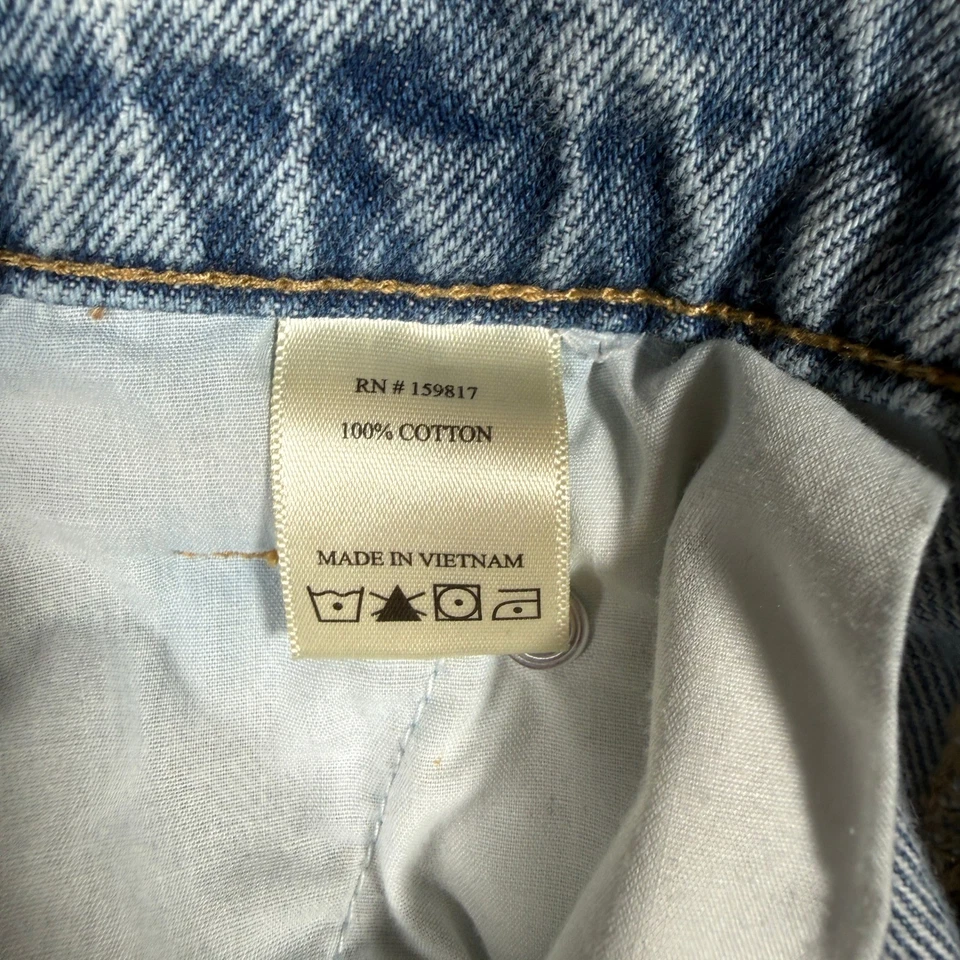 RN # 159817
100% COTTON
MADE IN VIETNAM